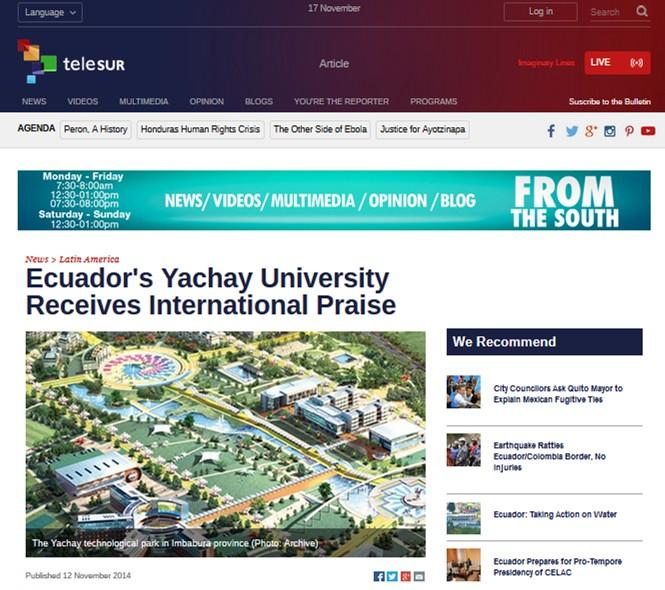 Language
17 November
Log in
Search
teleSUR
Article
Imaginary Lines
LIVE
NEWS VIDEOS MULTIMEDIA OPINION BLOGS YOU'RE THE REPORTER PROGRAMS
Suscribe to the Bulletin
AGENDA Peron, A History Honduras Human Rights Crisis The Other Side of Ebola Justice for Ayotzinapa
Monday - Friday
7:30-8:00am
12:30-01:00pm
07:30-08:00pm
Saturday - Sunday
12:30-01:00pm
NEWS/ VIDEOS/ MULTIMEDIA / OPINION / BLOG
FROM
THE SOUTH
News > Latin America
Ecuador's Yachay University
Receives International Praise
The Yachay technological park in Imbabura province (Photo: Archive)
Published 12 November 2014
We Recommend
City Councilors Ask Quito Mayor to
Explain Mexican Fugitive Ties
Earthquake Rattles
Ecuador/Colombia Border, No
Injuries
Ecuador: Taking Action on Water
Ecuador Prepares for Pro-Tempore
Presidency of CELAC